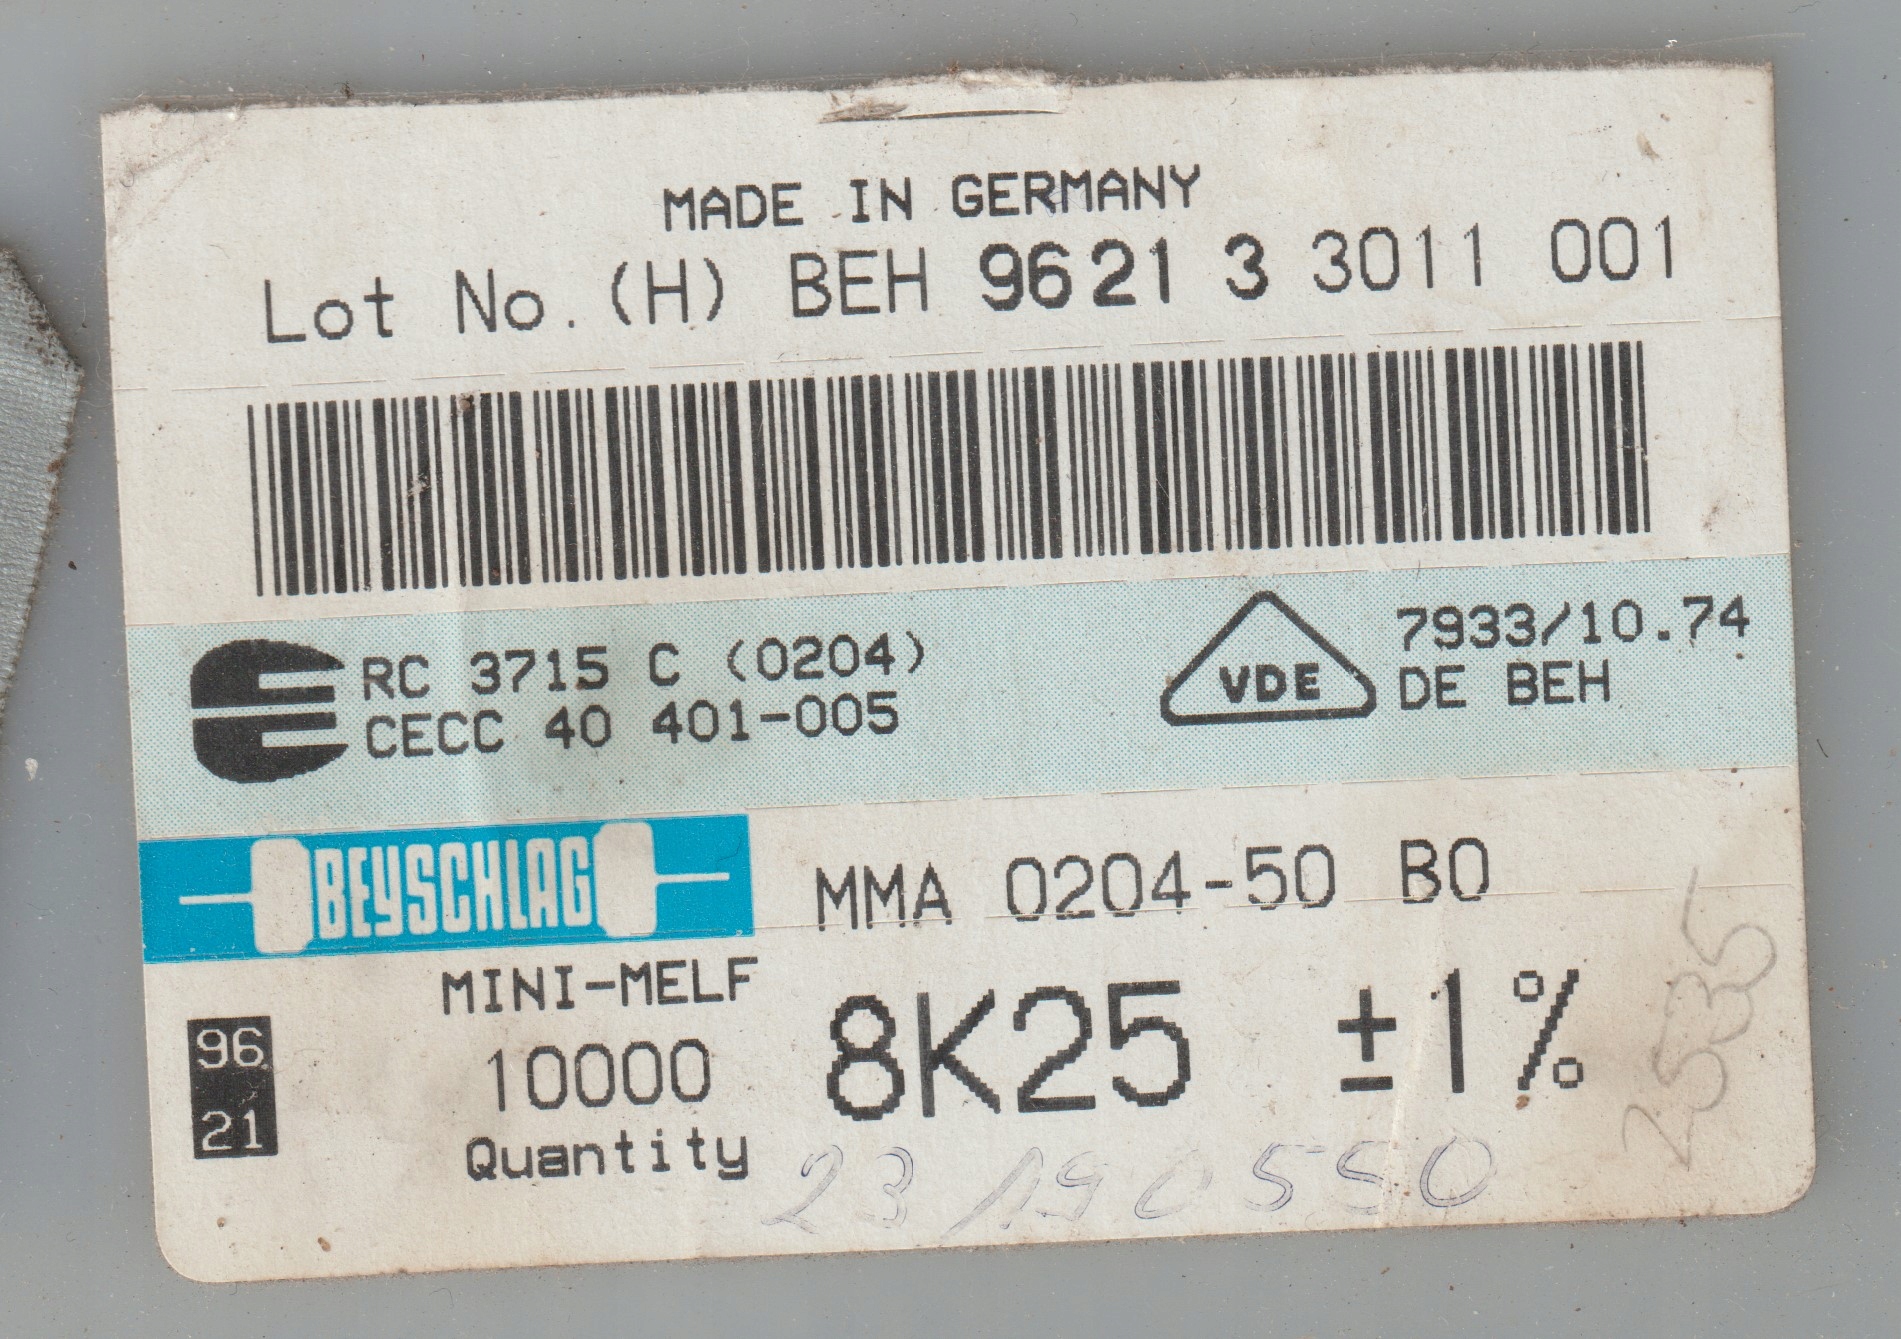 MADE IN GERMANY
Lot No. (H) BEH 9621 3 3011 001
RC 3715 C (0204)
CECC 40 401-005
VDE
7933/10.74
DE BEH
BEYSCHLAG
MMA 0204-50 B0
MINI-MELF
8K25 ±1%
96
21
10000
Quantity